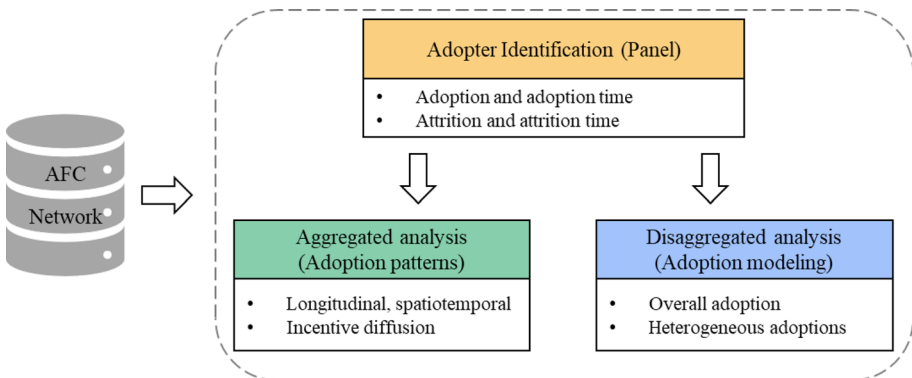 AFC
Network
Adopter Identification (Panel)
• Adoption and adoption time
• Attrition and attrition time
Aggregated analysis
(Adoption patterns)
• Longitudinal, spatiotemporal
• Incentive diffusion
Disaggregated analysis
(Adoption modeling)
• Overall adoption
• Heterogeneous adoptions